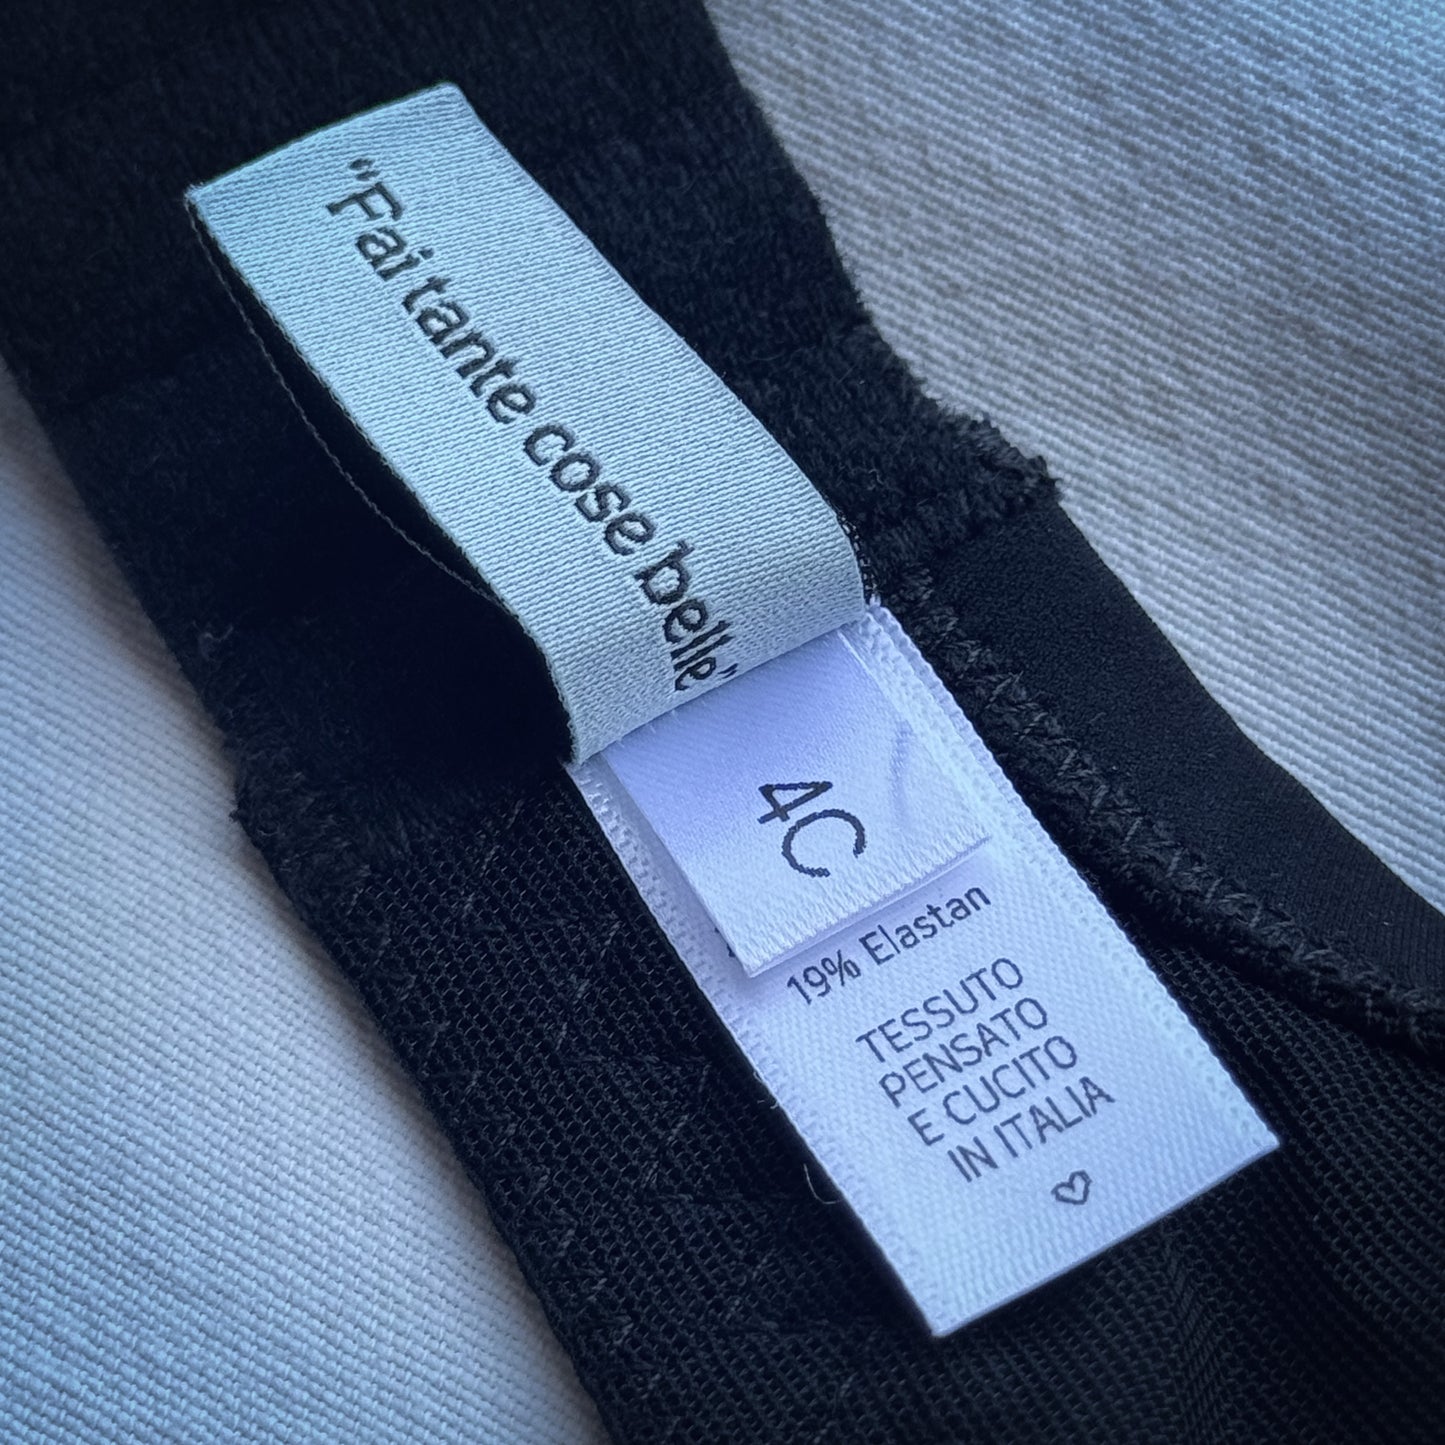 “Fai tante cose belle”
4C
19% Elastan
TESSUTO
PENSATO
E CUCITO
IN ITALIA